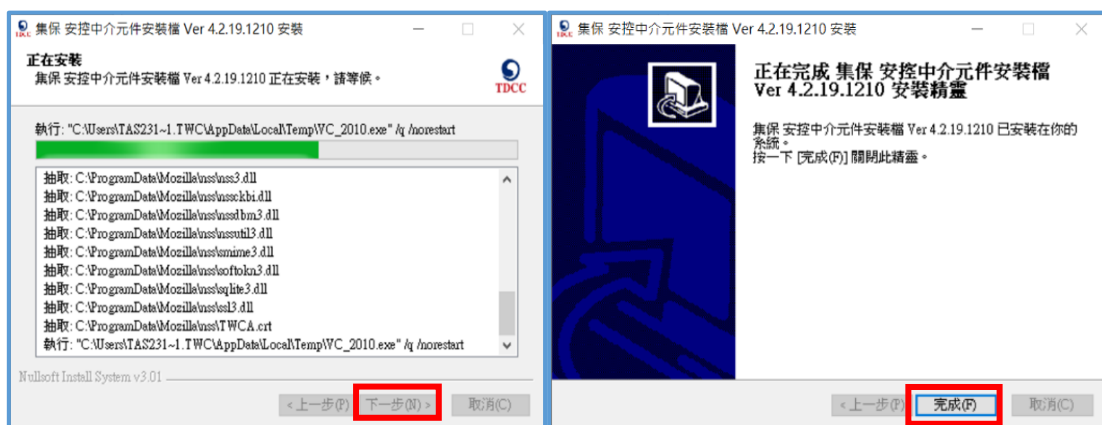 集保 安控中介元件安裝檔 Ver 4.2.19.1210 安裝
正在安裝
集保 安控中介元件安裝檔 Ver 4.2.19.1210 正在安裝，請等候。
TDCC
執行: "C:\Users\TAS231~1.TWC\AppData\Local\Temp\VC_2010.exe" /q /norestart
抽取: C:\ProgramData\Mozilla\nss\nss3.dll
抽取: C:\ProgramData\Mozilla\nss\nssckbi.dll
抽取: C:\ProgramData\Mozilla\nss\nssdbm3.dll
抽取: C:\ProgramData\Mozilla\nss\nssutil3.dll
抽取: C:\ProgramData\Mozilla\nss\smime3.dll
抽取: C:\ProgramData\Mozilla\nss\softokn3.dll
抽取: C:\ProgramData\Mozilla\nss\sqlite3.dll
抽取: C:\ProgramData\Mozilla\nss\ssl3.dll
抽取: C:\ProgramData\Mozilla\nss\TWCA.crt
執行: "C:\Users\TAS231~1.TWC\AppData\Local\Temp\VC_2010.exe" /q /norestart
Nullsoft Install System v3.01
<上一步(P) 下一步(N)> 取消(C)
集保 安控中介元件安裝檔 Ver 4.2.19.1210 安裝
正在完成 集保 安控中介元件安裝檔
Ver 4.2.19.1210 安裝精靈
集保 安控中介元件安裝檔 Ver 4.2.19.1210 已安裝在你的
系統。
按一下 [完成(F)] 關閉此精靈。
<上一步(P) 完成(F) 取消(C)